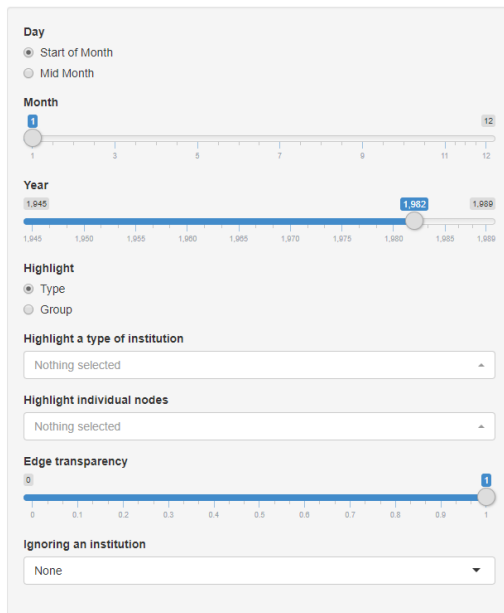 Day
Start of Month
Mid Month
Month
1 12
1 3 5 7 9 11 12
Year
1,945 1,982 1,989
1,945 1,950 1,955 1,960 1,965 1,970 1,975 1,980 1,985 1,989
Highlight
Type
Group
Highlight a type of institution
Nothing selected
Highlight individual nodes
Nothing selected
Edge transparency
0 1
0 0.1 0.2 0.3 0.4 0.5 0.6 0.7 0.8 0.9 1
Ignoring an institution
None